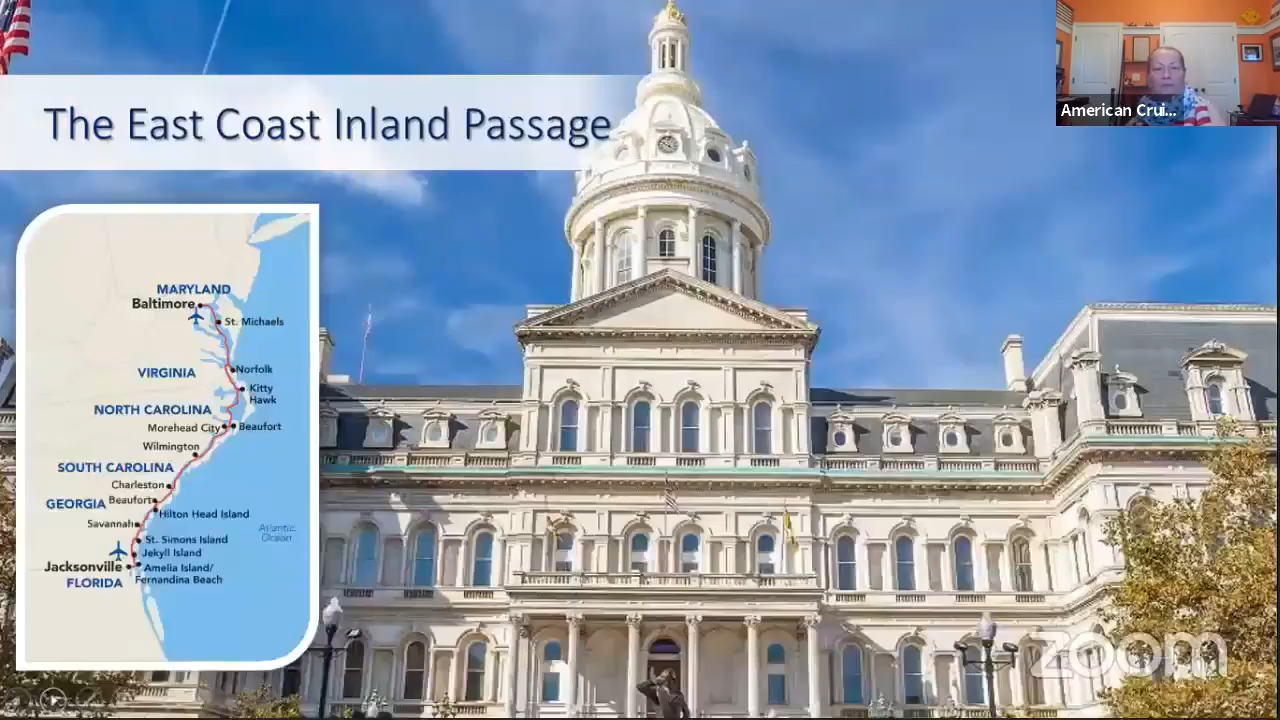 The East Coast Inland Passage
American Crui...
MARYLAND
Baltimore
St. Michaels
VIRGINIA
Norfolk
Kitty
Hawk
NORTH CAROLINA
Morehead City
Beaufort
Wilmington
SOUTH CAROLINA
Charleston
GEORGIA
Beaufort
Hilton Head Island
Savannah
Atlantic
Ocean
St. Simons Island
Jekyll Island
Jacksonville
Amelia Island/
Fernandina Beach
FLORIDA
zoom